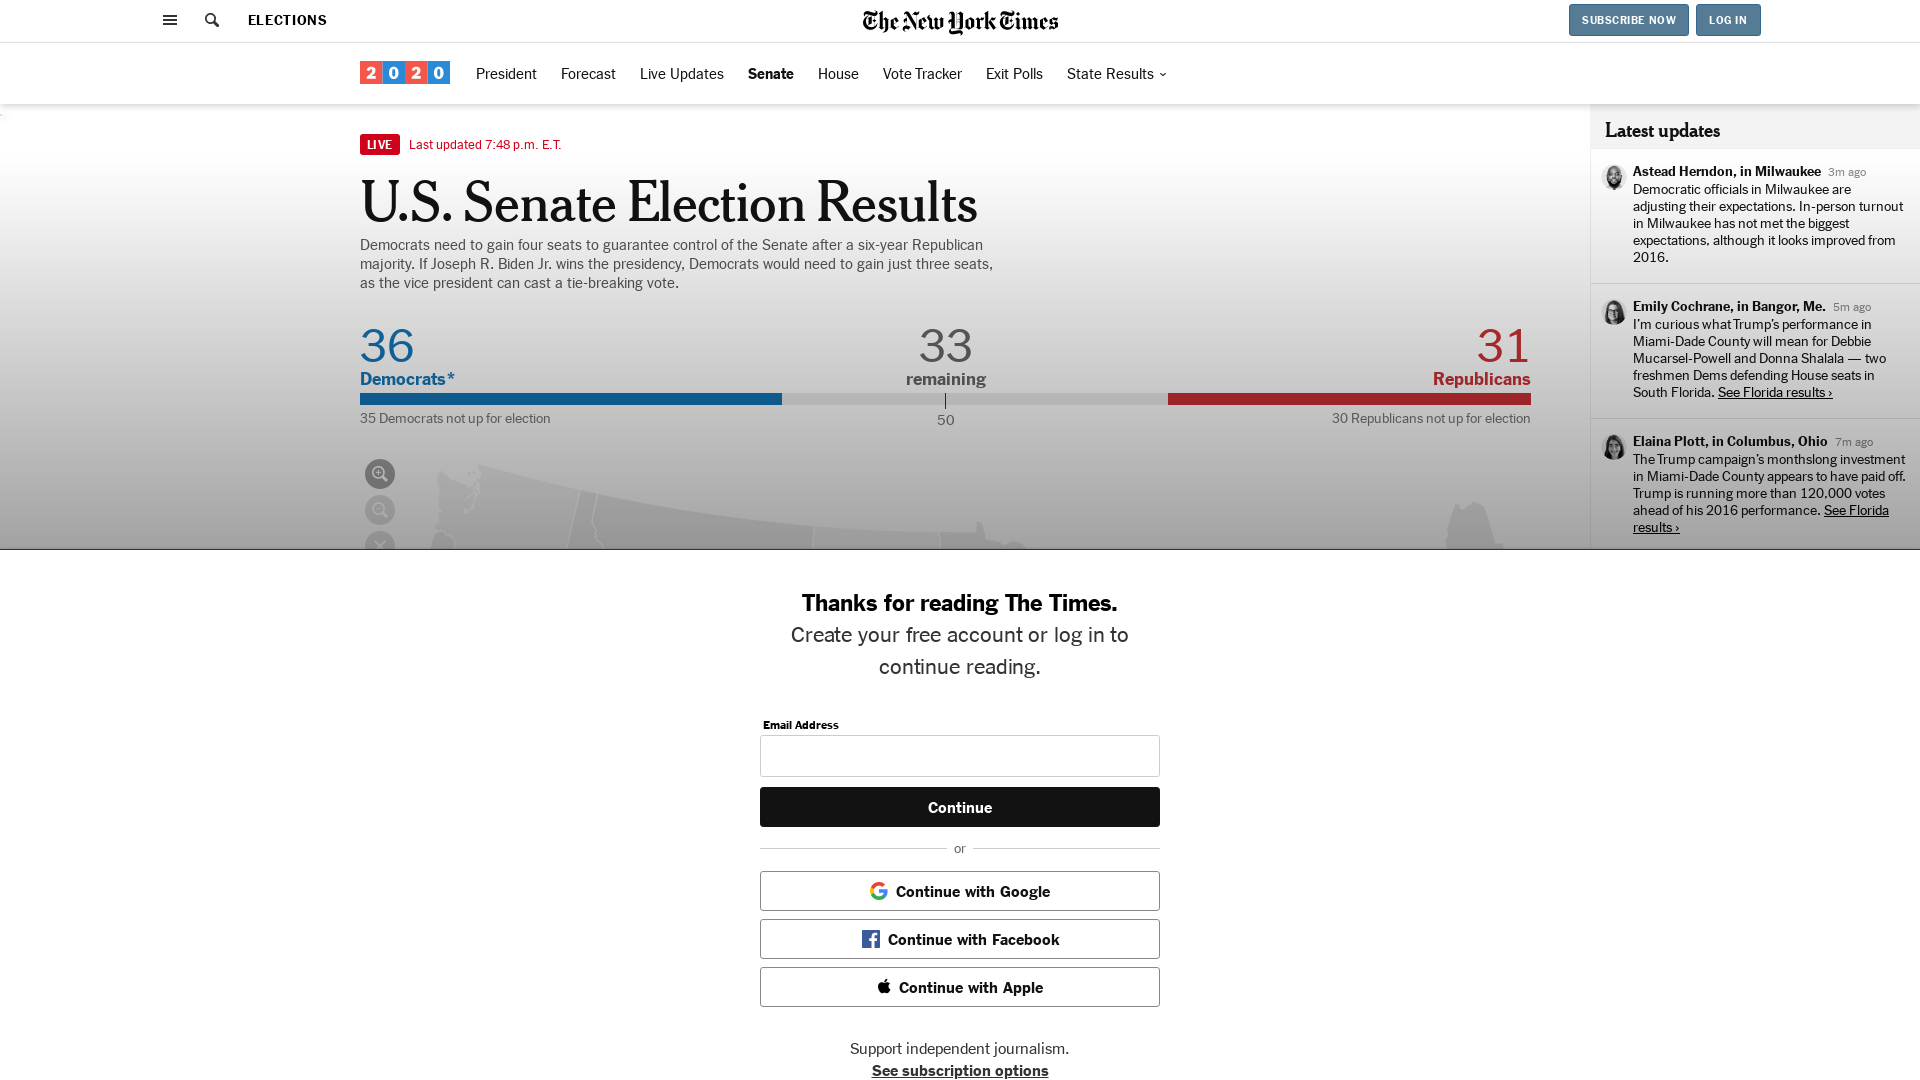 ELECTIONS
The New York Times
SUBSCRIBE NOW
LOG IN
2020
President
Forecast
Live Updates
Senate
House
Vote Tracker
Exit Polls
State Results
LIVE
Last updated 7:48 p.m. E.T.
U.S. Senate Election Results
Democrats need to gain four seats to guarantee control of the Senate after a six-year Republican
majority. If Joseph R. Biden Jr. wins the presidency, Democrats would need to gain just three seats,
as the vice president can cast a tie-breaking vote.
36
Democrats*
35 Democrats not up for election
33
remaining
50
31
Republicans
30 Republicans not up for election
Latest updates
Astead Herndon, in Milwaukee 3m ago
Democratic officials in Milwaukee are
adjusting their expectations. In-person turnout
in Milwaukee has not met the biggest
expectations, although it looks improved from
2016.
Emily Cochrane, in Bangor, Me. 5m ago
I’m curious what Trump’s performance in
Miami-Dade County will mean for Debbie
Mucarsel-Powell and Donna Shalala — two
freshmen Dems defending House seats in
South Florida. See Florida results ›
Elaina Plott, in Columbus, Ohio 7m ago
The Trump campaign’s monthslong investment
in Miami-Dade County appears to have paid off.
Trump is running more than 120,000 votes
ahead of his 2016 performance. See Florida
results ›
Thanks for reading The Times.
Create your free account or log in to
continue reading.
Email Address
Continue
or
Continue with Google
Continue with Facebook
Continue with Apple
Support independent journalism.
See subscription options